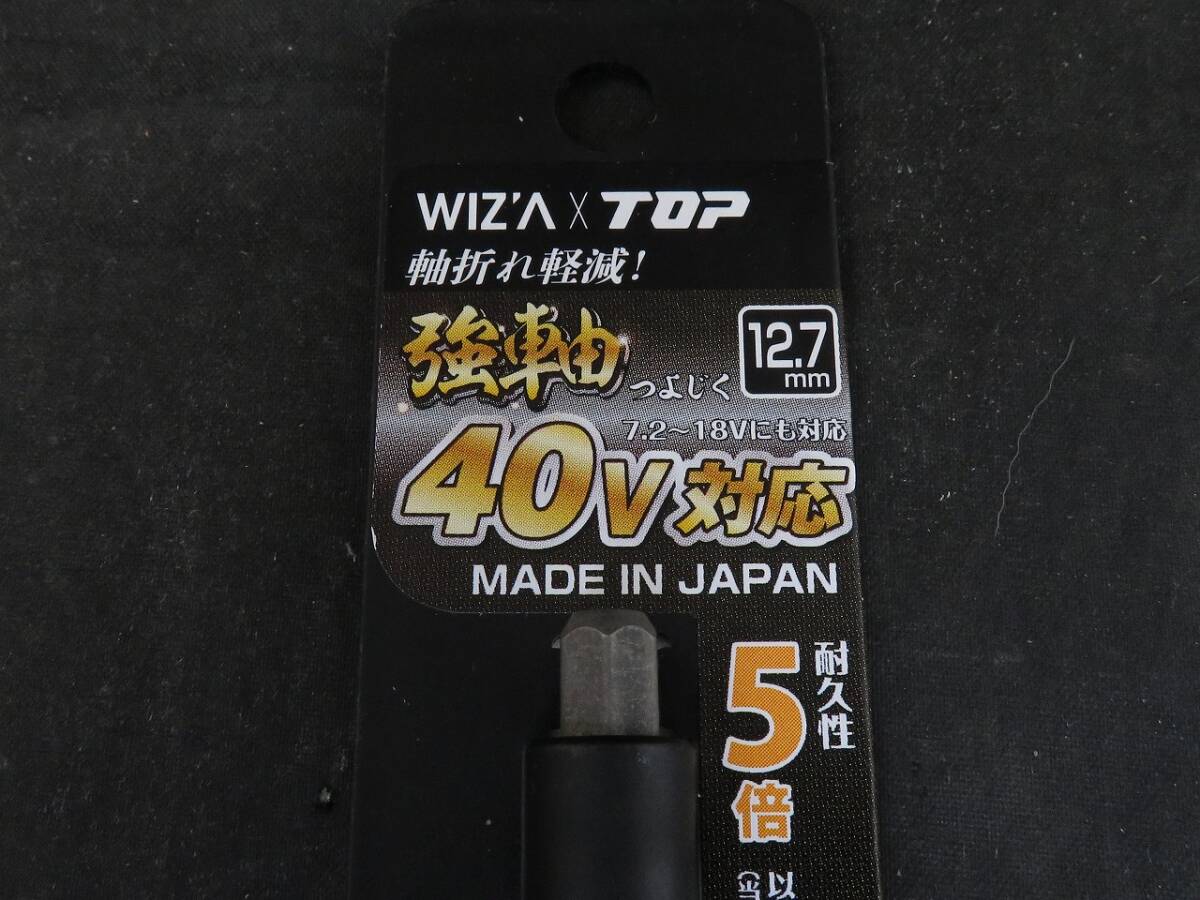 WIZ'A X TOP
軸折れ軽減!
強軸
つよじく
12.7
mm
7.2～18Vにも対応
40V対応
MADE IN JAPAN
耐久性
5倍
以